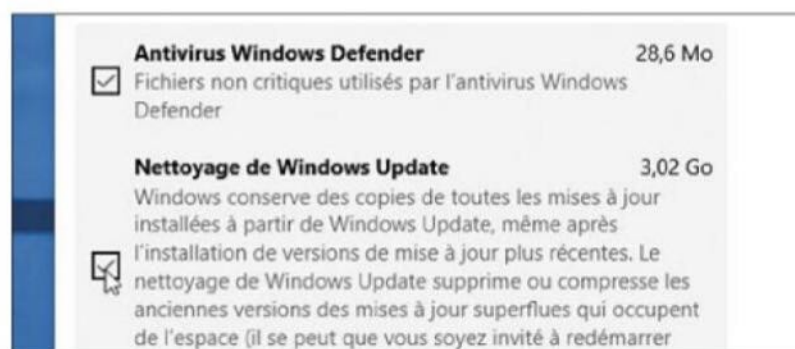 Antivirus Windows Defender 28,6 Mo
Fichiers non critiques utilisés par l'antivirus Windows
Defender
Nettoyage de Windows Update 3,02 Go
Windows conserve des copies de toutes les mises à jour
installées à partir de Windows Update, même après
l'installation de versions de mise à jour plus récentes. Le
nettoyage de Windows Update supprime ou compresse les
anciennes versions des mises à jour superflues qui occupent
de l'espace (il se peut que vous soyez invité à redémarrer